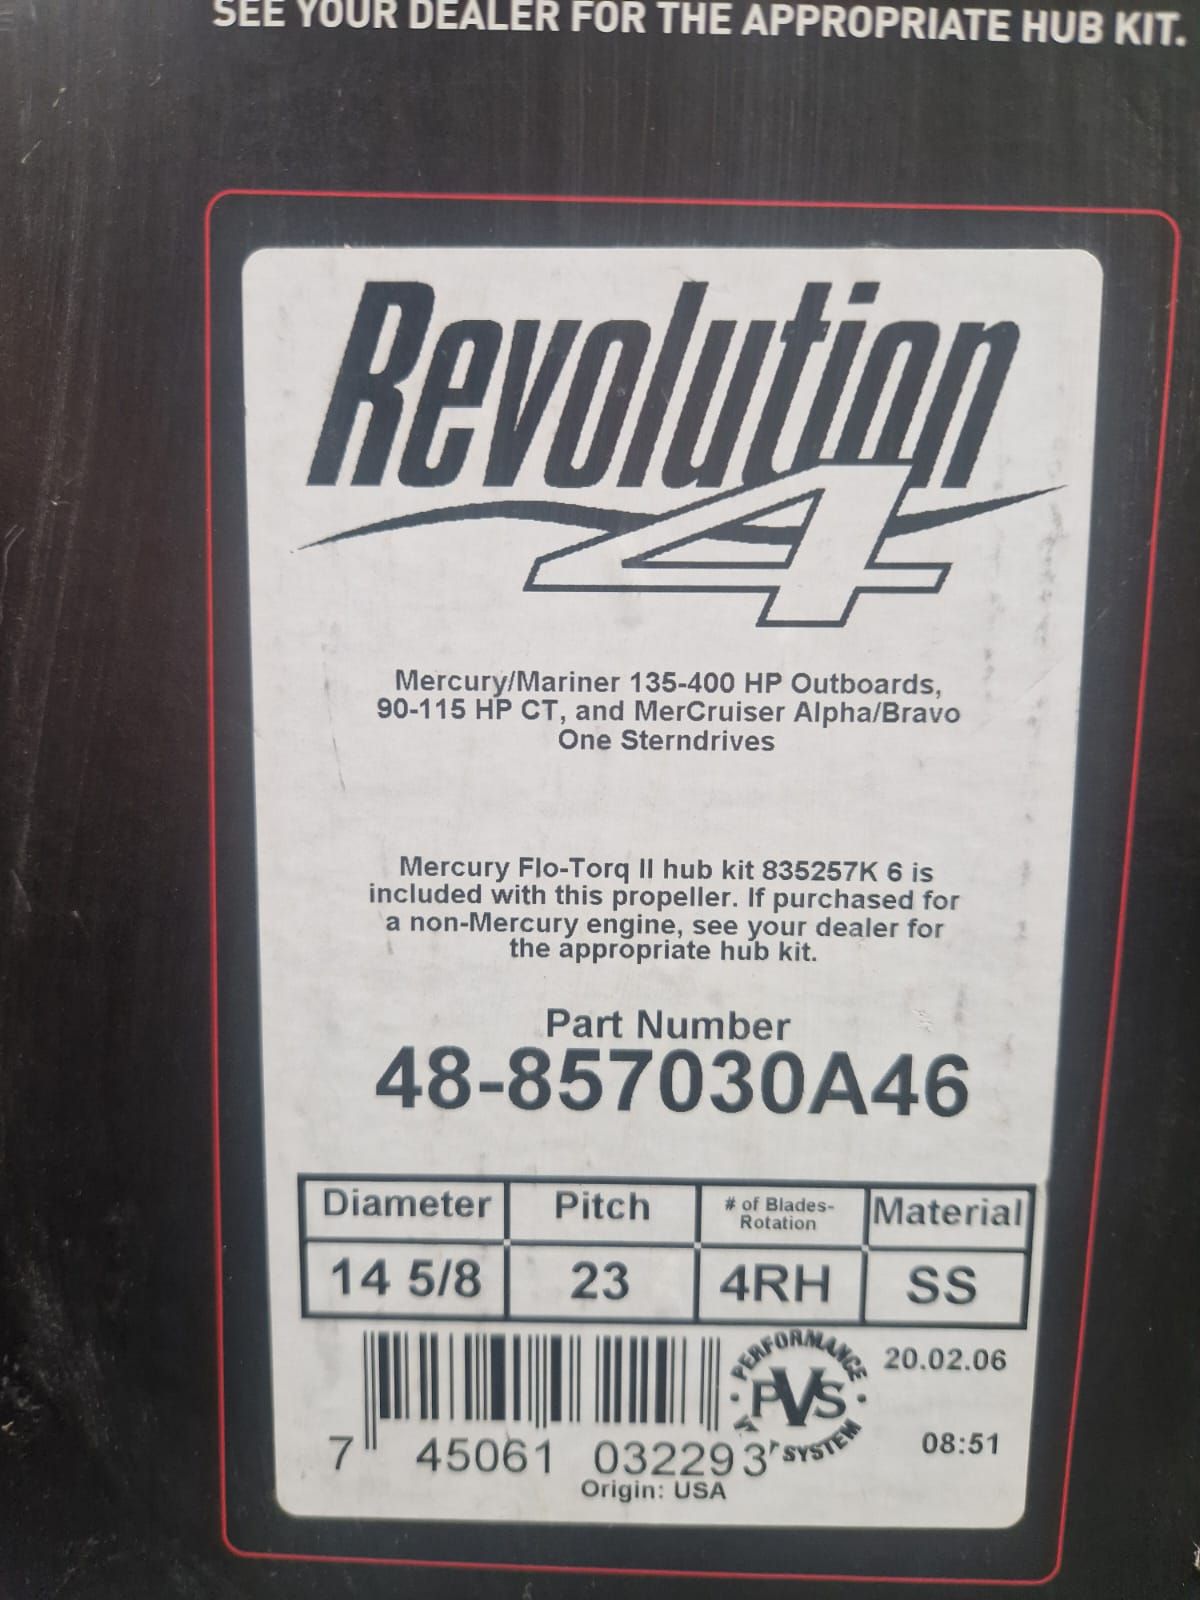 SEE YOUR DEALER FOR THE APPROPRIATE HUB KIT.
Revolution
4
Mercury/Mariner 135-400 HP Outboards,
90-115 HP CT, and MerCruiser Alpha/Bravo
One Sterndrives
Mercury Flo-Torq II hub kit 835257K 6 is
included with this propeller. If purchased for
a non-Mercury engine, see your dealer for
the appropriate hub kit.
Part Number
48-857030A46
Diameter Pitch # of Blades-Rotation Material
14 5/8 23 4RH SS
PERFORMANCE
PVS
SYSTEM
20.02.06
08:51
7 45061 032293
Origin: USA